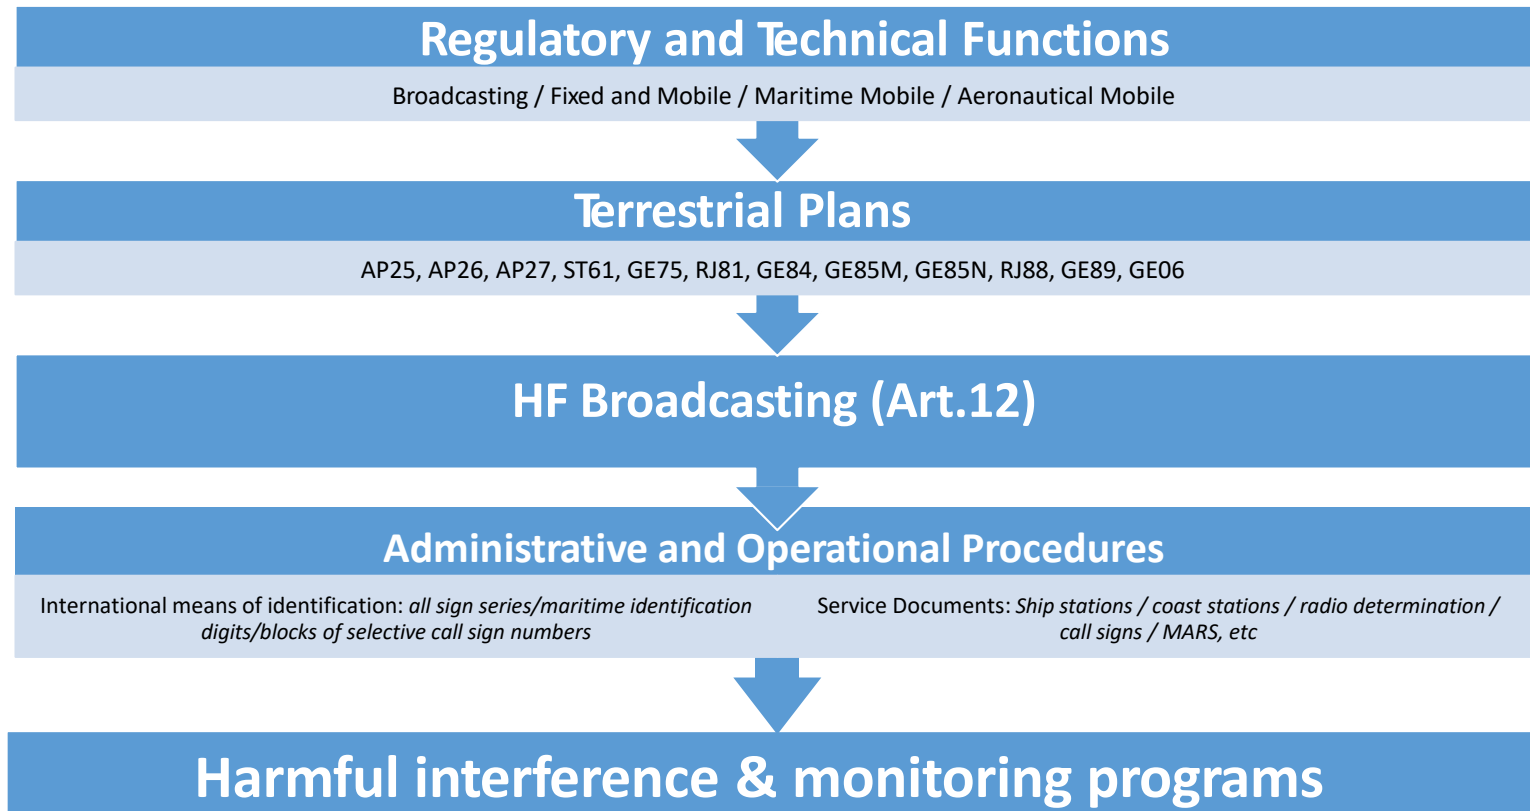 Regulatory and Technical Functions
Broadcasting / Fixed and Mobile / Maritime Mobile / Aeronautical Mobile
Terrestrial Plans
AP25, AP26, AP27, ST61, GE75, RJ81, GE84, GE85M, GE85N, RJ88, GE89, GE06
HF Broadcasting (Art.12)
Administrative and Operational Procedures
International means of identification: all sign series/maritime identification
digits/blocks of selective call sign numbers
Service Documents: Ship stations / coast stations / radio determination /
call signs / MARS, etc
Harmful interference & monitoring programs